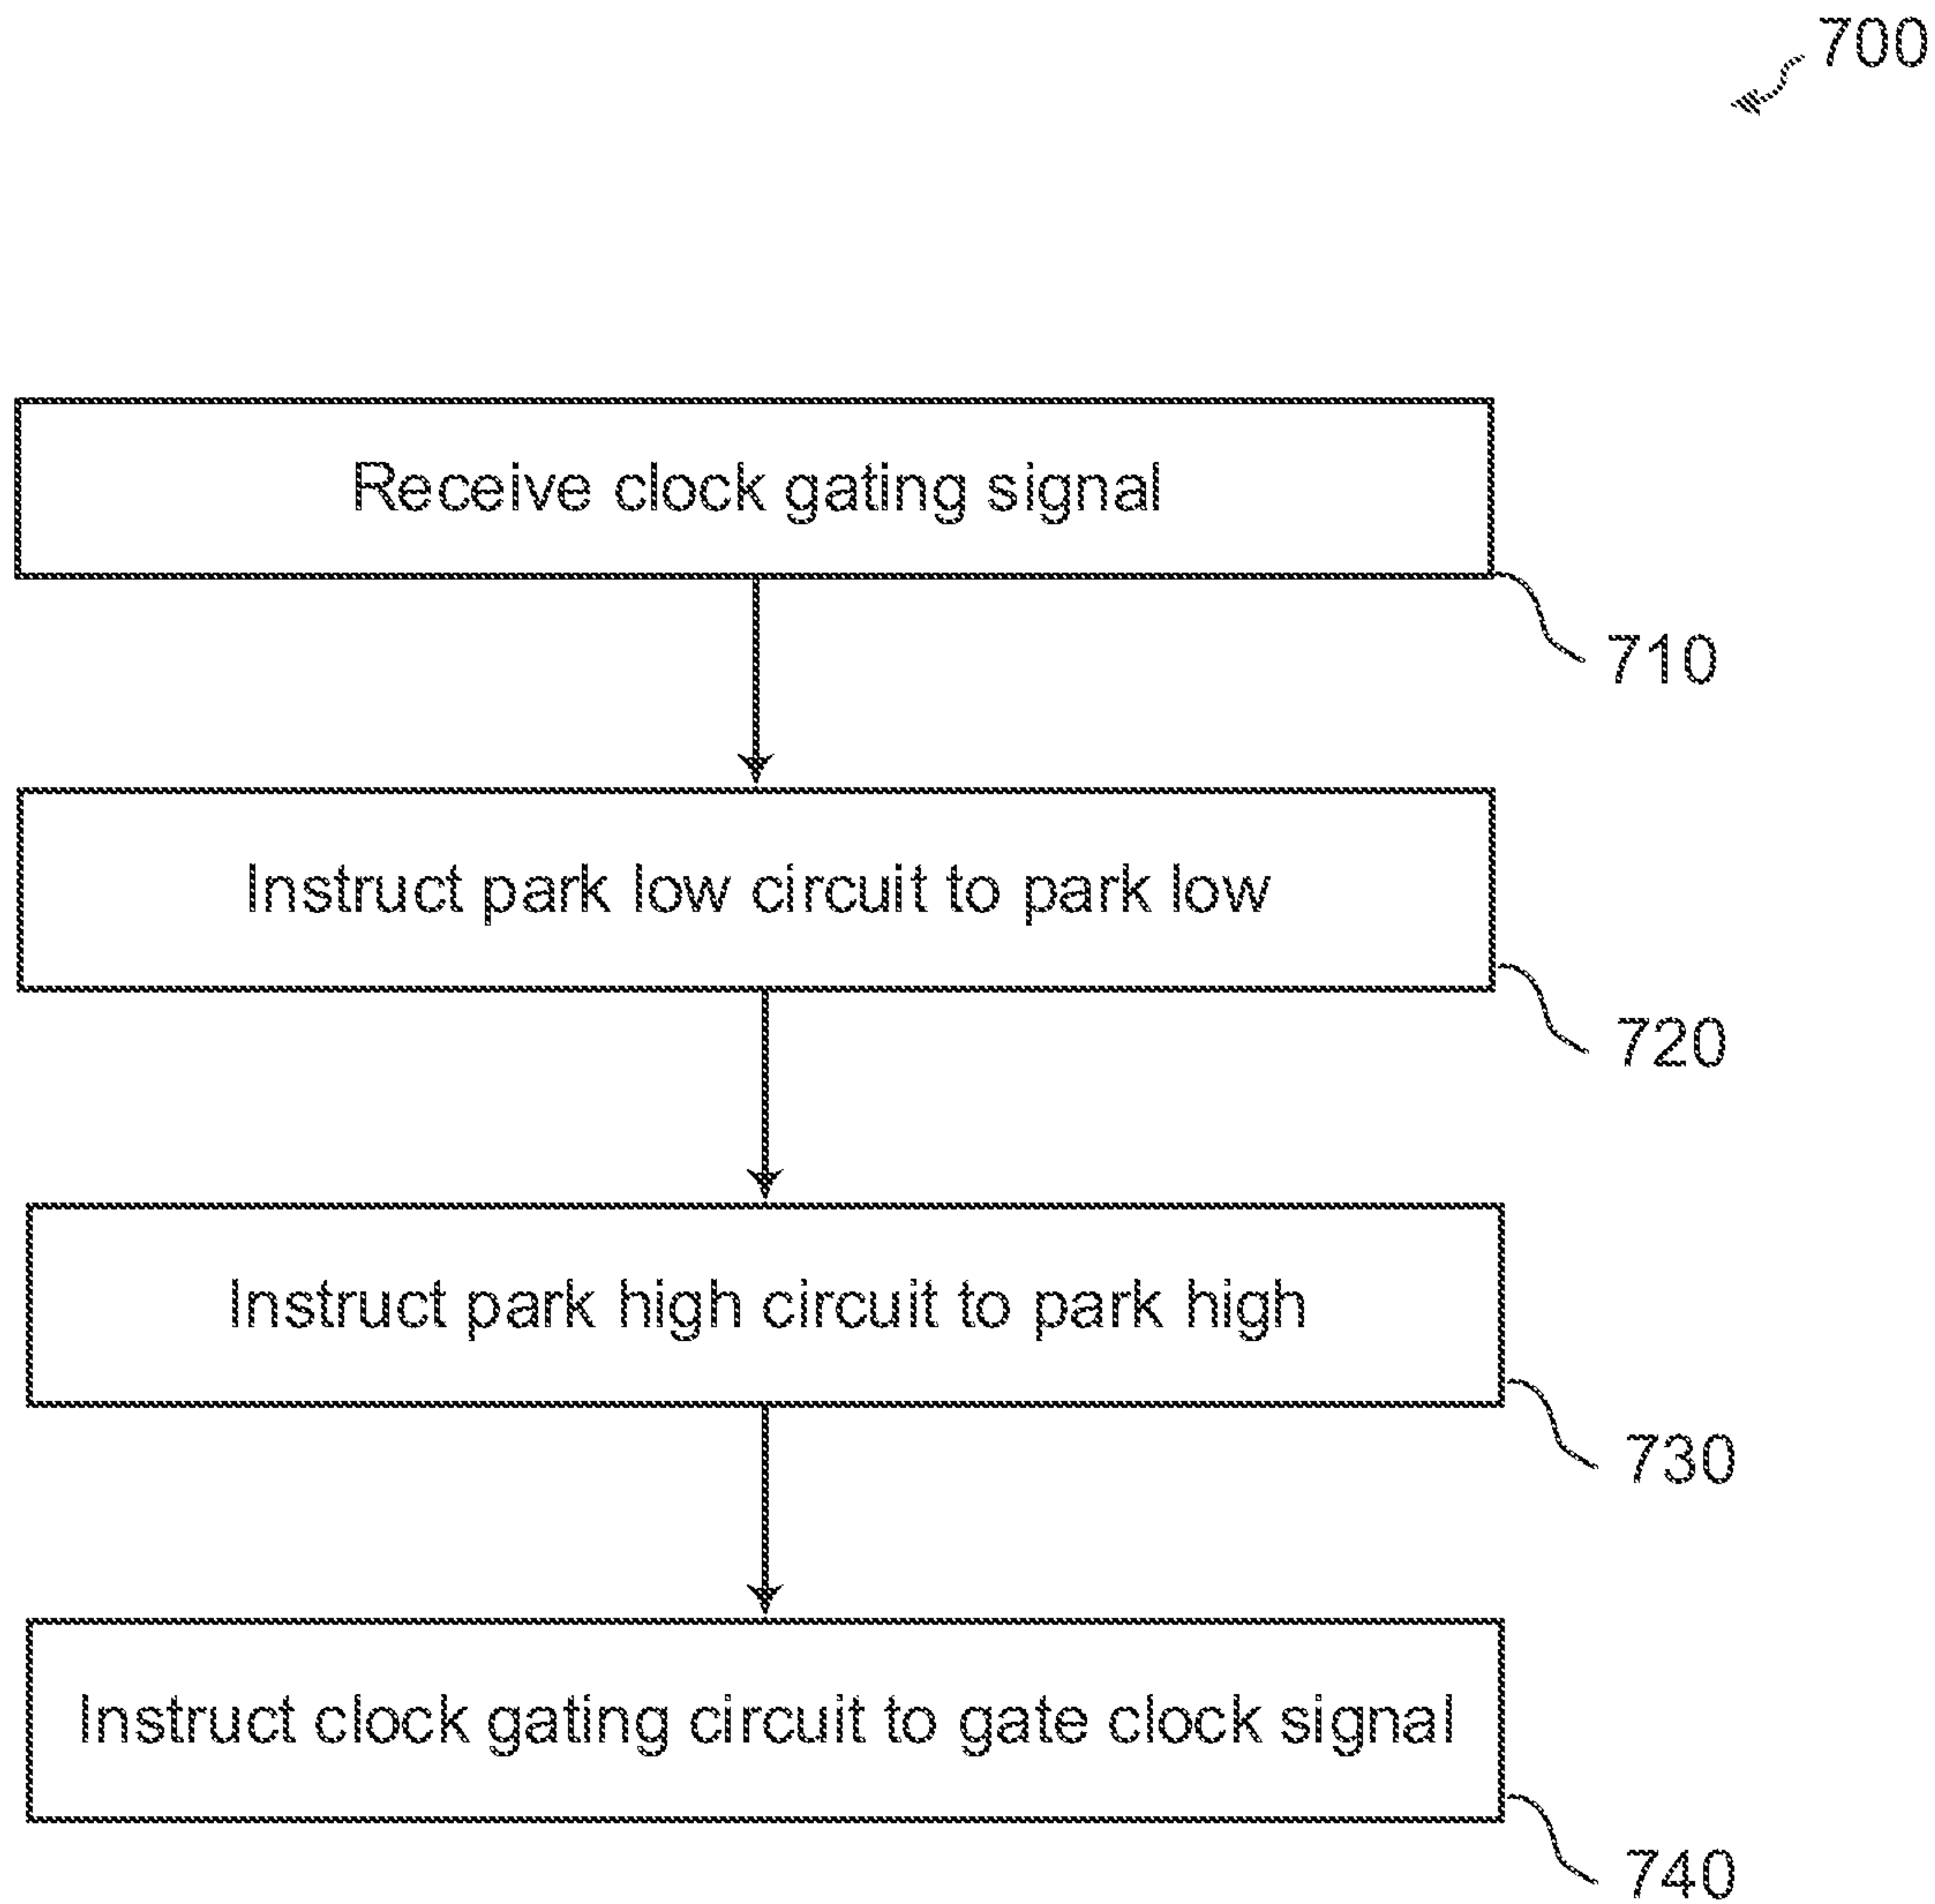 700
Receive clock gating signal
710
Instruct park low circuit to park low
720
Instruct park high circuit to park high
730
Instruct clock gating circuit to gate clock signal
740